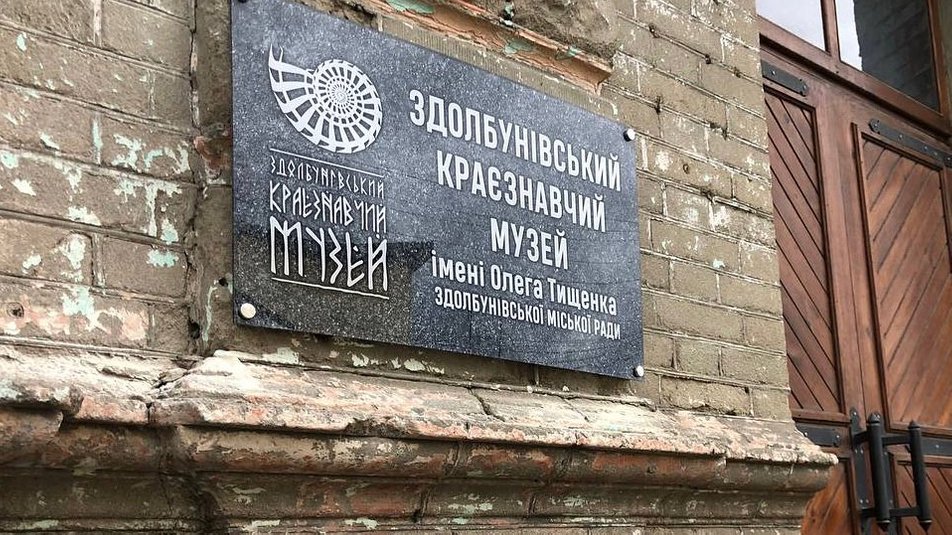 ЗДОЛБУНІВСЬКИЙ
КРАЄЗНАВЧИЙ
МУЗЕЙ
ЗДОЛБУНІВСЬКИЙ
КРАЄЗНАВЧИЙ
МУЗЕЙ
імені Олега Тищенка
ЗДОЛБУНІВСЬКОЇ МІСЬКОЇ РАДИ